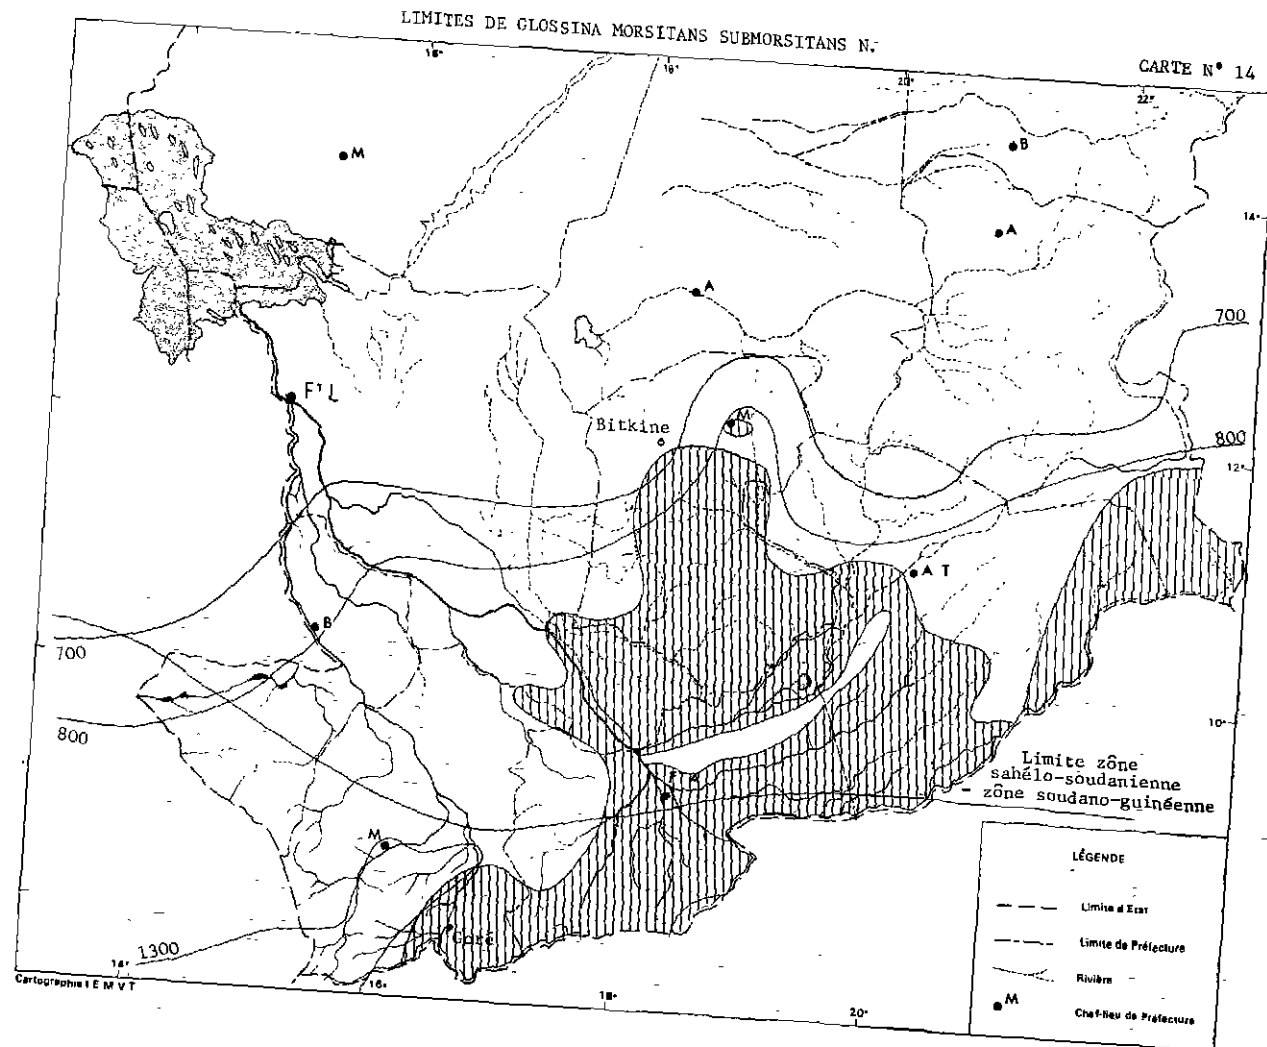 LIMITES DE GLOSSINA MORSITANS SUBMORSITANS N.
CARTE N° 14
16°
18°
20°
22°
M
B
14°
A
A
700
F
L
M
Bitkine
800
12°
A T
B
700
800
10°
Limite zône
sahélo-soudanienne
- zône soudano-guinéenne
M
LÉGENDE
Limite d'Etat
Limite de Préfecture
Goré
Rivière
1300
14°
16°
M
Chef-lieu de Préfecture
Cartographie I E M V T
18°
20°